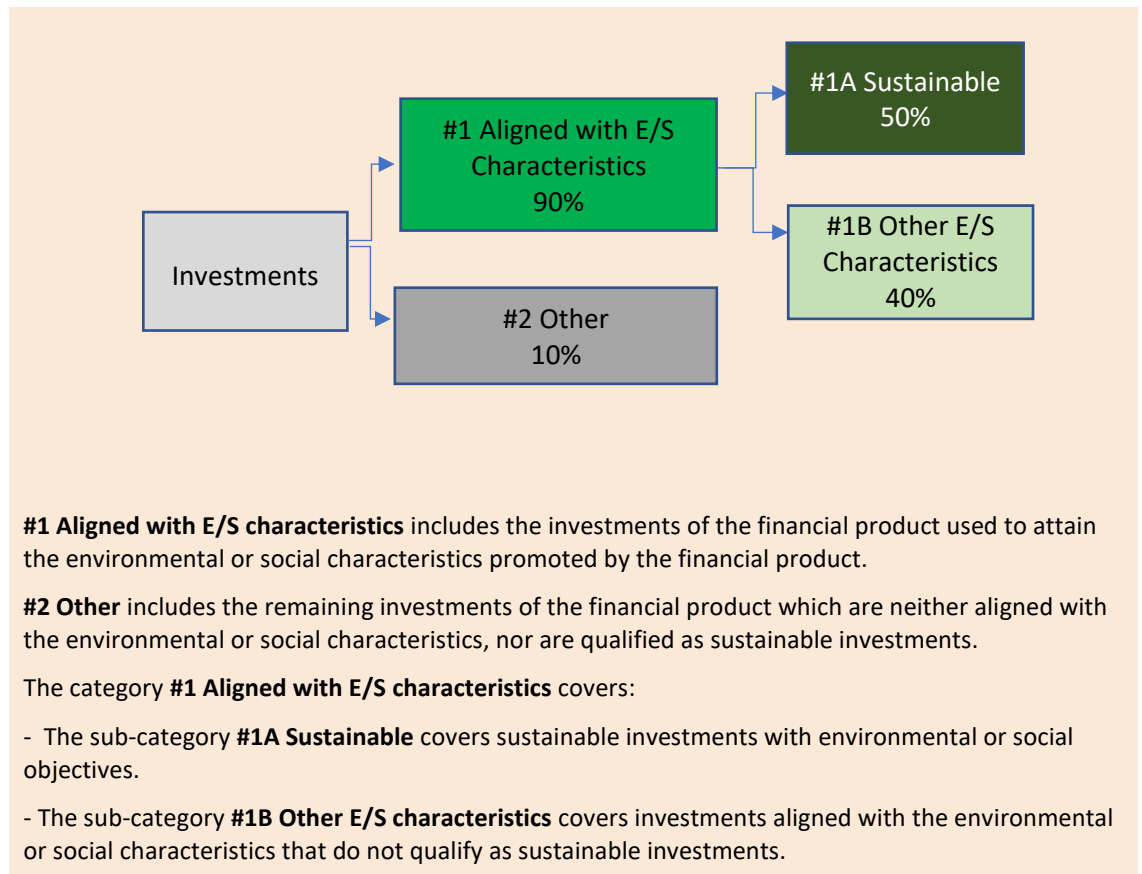 #1A Sustainable
50%
#1 Aligned with E/S
Characteristics
90%
#1B Other E/S
Characteristics
40%
Investments
#2 Other
10%
#1 Aligned with E/S characteristics includes the investments of the financial product used to attain
the environmental or social characteristics promoted by the financial product.
#2 Other includes the remaining investments of the financial product which are neither aligned with
the environmental or social characteristics, nor are qualified as sustainable investments.
The category #1 Aligned with E/S characteristics covers:
- The sub-category #1A Sustainable covers sustainable investments with environmental or social
objectives.
- The sub-category #1B Other E/S characteristics covers investments aligned with the environmental
or social characteristics that do not qualify as sustainable investments.